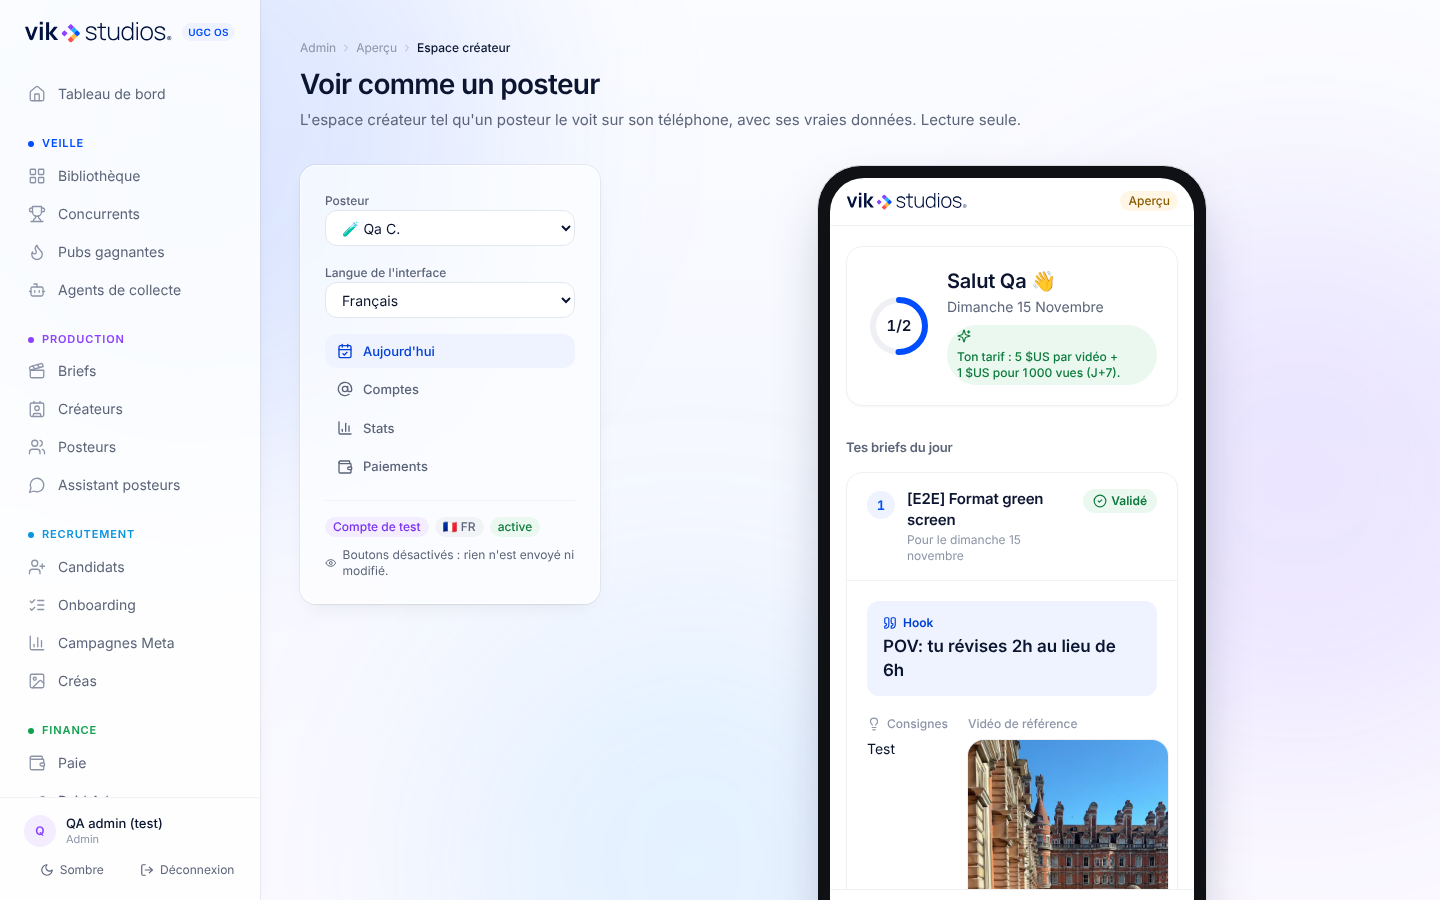 vik studios® UGC OS
Tableau de bord
VEILLE
Bibliothèque
Concurrents
Pubs gagnantes
Agents de collecte
PRODUCTION
Briefs
Créateurs
Posteurs
Assistant posteurs
RECRUTEMENT
Candidats
Onboarding
Campagnes Meta
Créas
FINANCE
Paie
Q
QA admin (test)
Admin
Sombre
Déconnexion
Admin > Aperçu > Espace créateur
Voir comme un posteur
L'espace créateur tel qu'un posteur le voit sur son téléphone, avec ses vraies données. Lecture seule.
Posteur
Qa C.
Langue de l'interface
Français
Aujourd'hui
Comptes
Stats
Paiements
Compte de test
FR
active
Boutons désactivés : rien n'est envoyé ni
modifié.
vik studios®
Aperçu
1/2
Salut Qa 👋
Dimanche 15 Novembre
Ton tarif : 5 $US par vidéo +
1 $US pour 1 000 vues (J+7).
Tes briefs du jour
1
[E2E] Format green
screen
Pour le dimanche 15
novembre
Validé
Hook
POV: tu révises 2h au lieu de
6h
Consignes
Test
Vidéo de référence